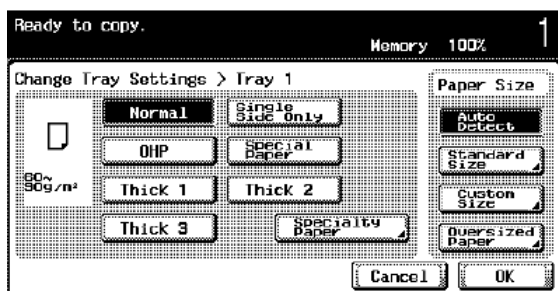 Ready to copy.
Memory 100% 1
Change Tray Settings > Tray 1
Paper Size
Normal
Single
Side Only
Auto
Detect
OHP
Special
Paper
Standard
Size
60~
90g/m²
Thick 1
Thick 2
Custom
Size
Thick 3
Specialty
Paper
Oversized
Paper
Cancel
OK